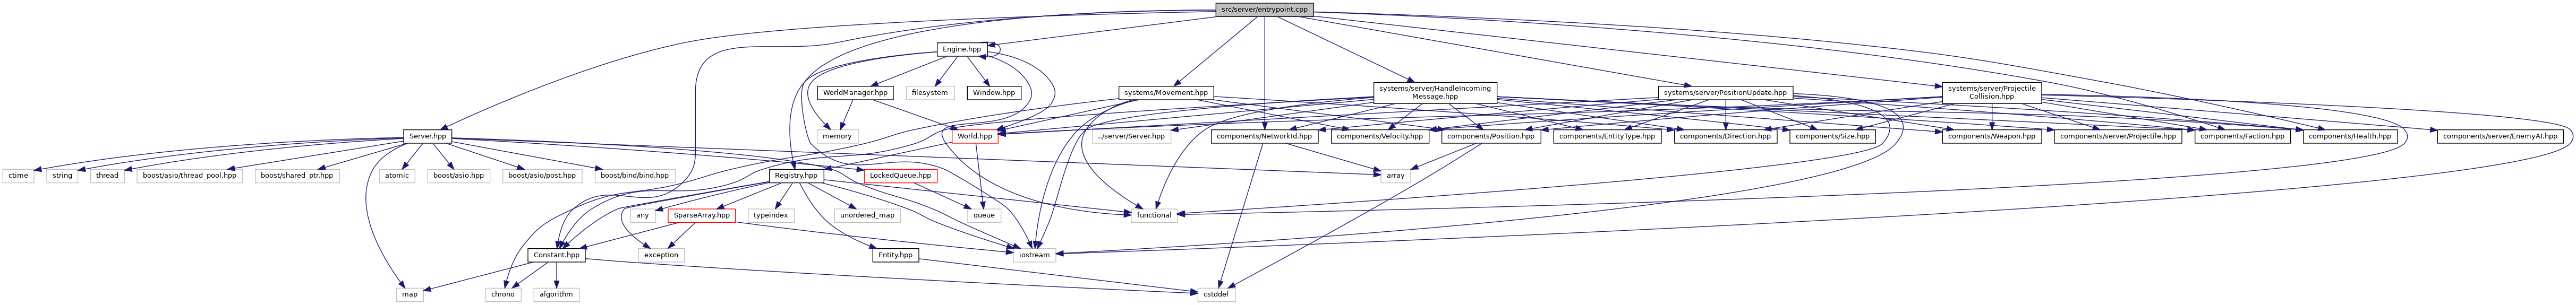 src/server/entrypoint.cpp
Engine.hpp
WorldManager.hpp
filesystem
Window.hpp
systems/Movement.hpp
systems/server/HandleIncoming
Message.hpp
systems/server/PositionUpdate.hpp
systems/server/Projectile
Collision.hpp
Server.hpp
memory
World.hpp
../server/Server.hpp
components/NetworkId.hpp
components/Velocity.hpp
components/Position.hpp
components/EntityType.hpp
components/Direction.hpp
components/Size.hpp
components/Weapon.hpp
components/server/Projectile.hpp
components/Faction.hpp
components/Health.hpp
components/server/EnemyAI.hpp
ctime
string
thread
boost/asio/thread_pool.hpp
boost/shared_ptr.hpp
atomic
boost/asio.hpp
boost/asio/post.hpp
boost/bind/bind.hpp
Registry.hpp
LockedQueue.hpp
array
any
SparseArray.hpp
typeindex
unordered_map
queue
functional
Constant.hpp
exception
Entity.hpp
iostream
map
chrono
algorithm
cstddef